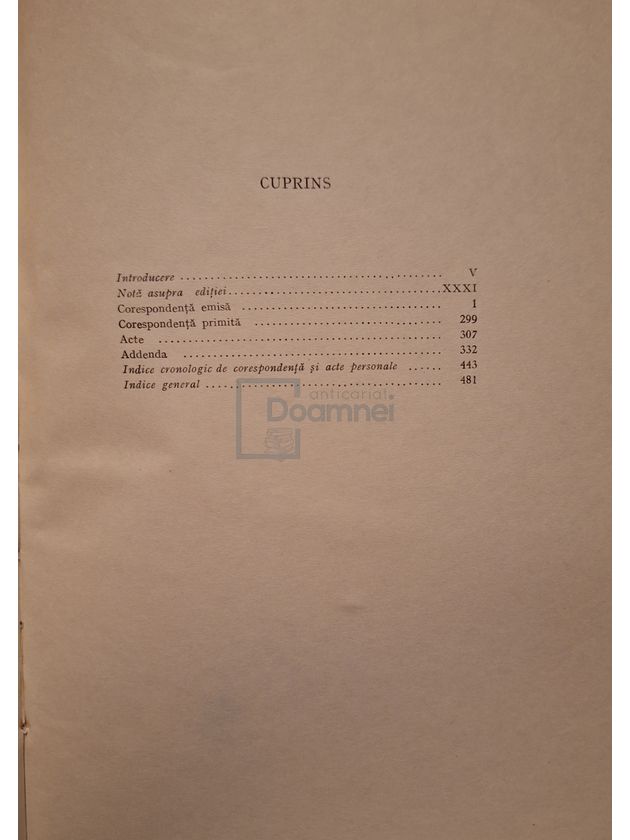 CUPRINS
Introducere ............................................ V
Notă asupra ediției.................................... XXXI
Corespondență emisă .................................. 1
Corespondență primită ................................ 299
Acte ................................................ 307
Addenda ............................................ 332
Indice cronologic de corespondență și acte personale ...... 443
Indice general ........................................ 481
anticariat
Doamnei